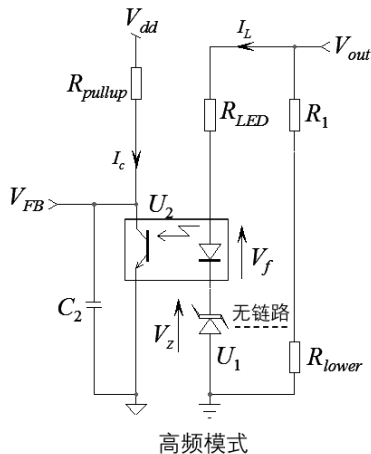 V_dd
I_L
V_out
R_pullup
R_LED
R_1
I_c
V_FB
U_2
V_f
C_2
V_z
无链路
U_1
R_lower
高频模式